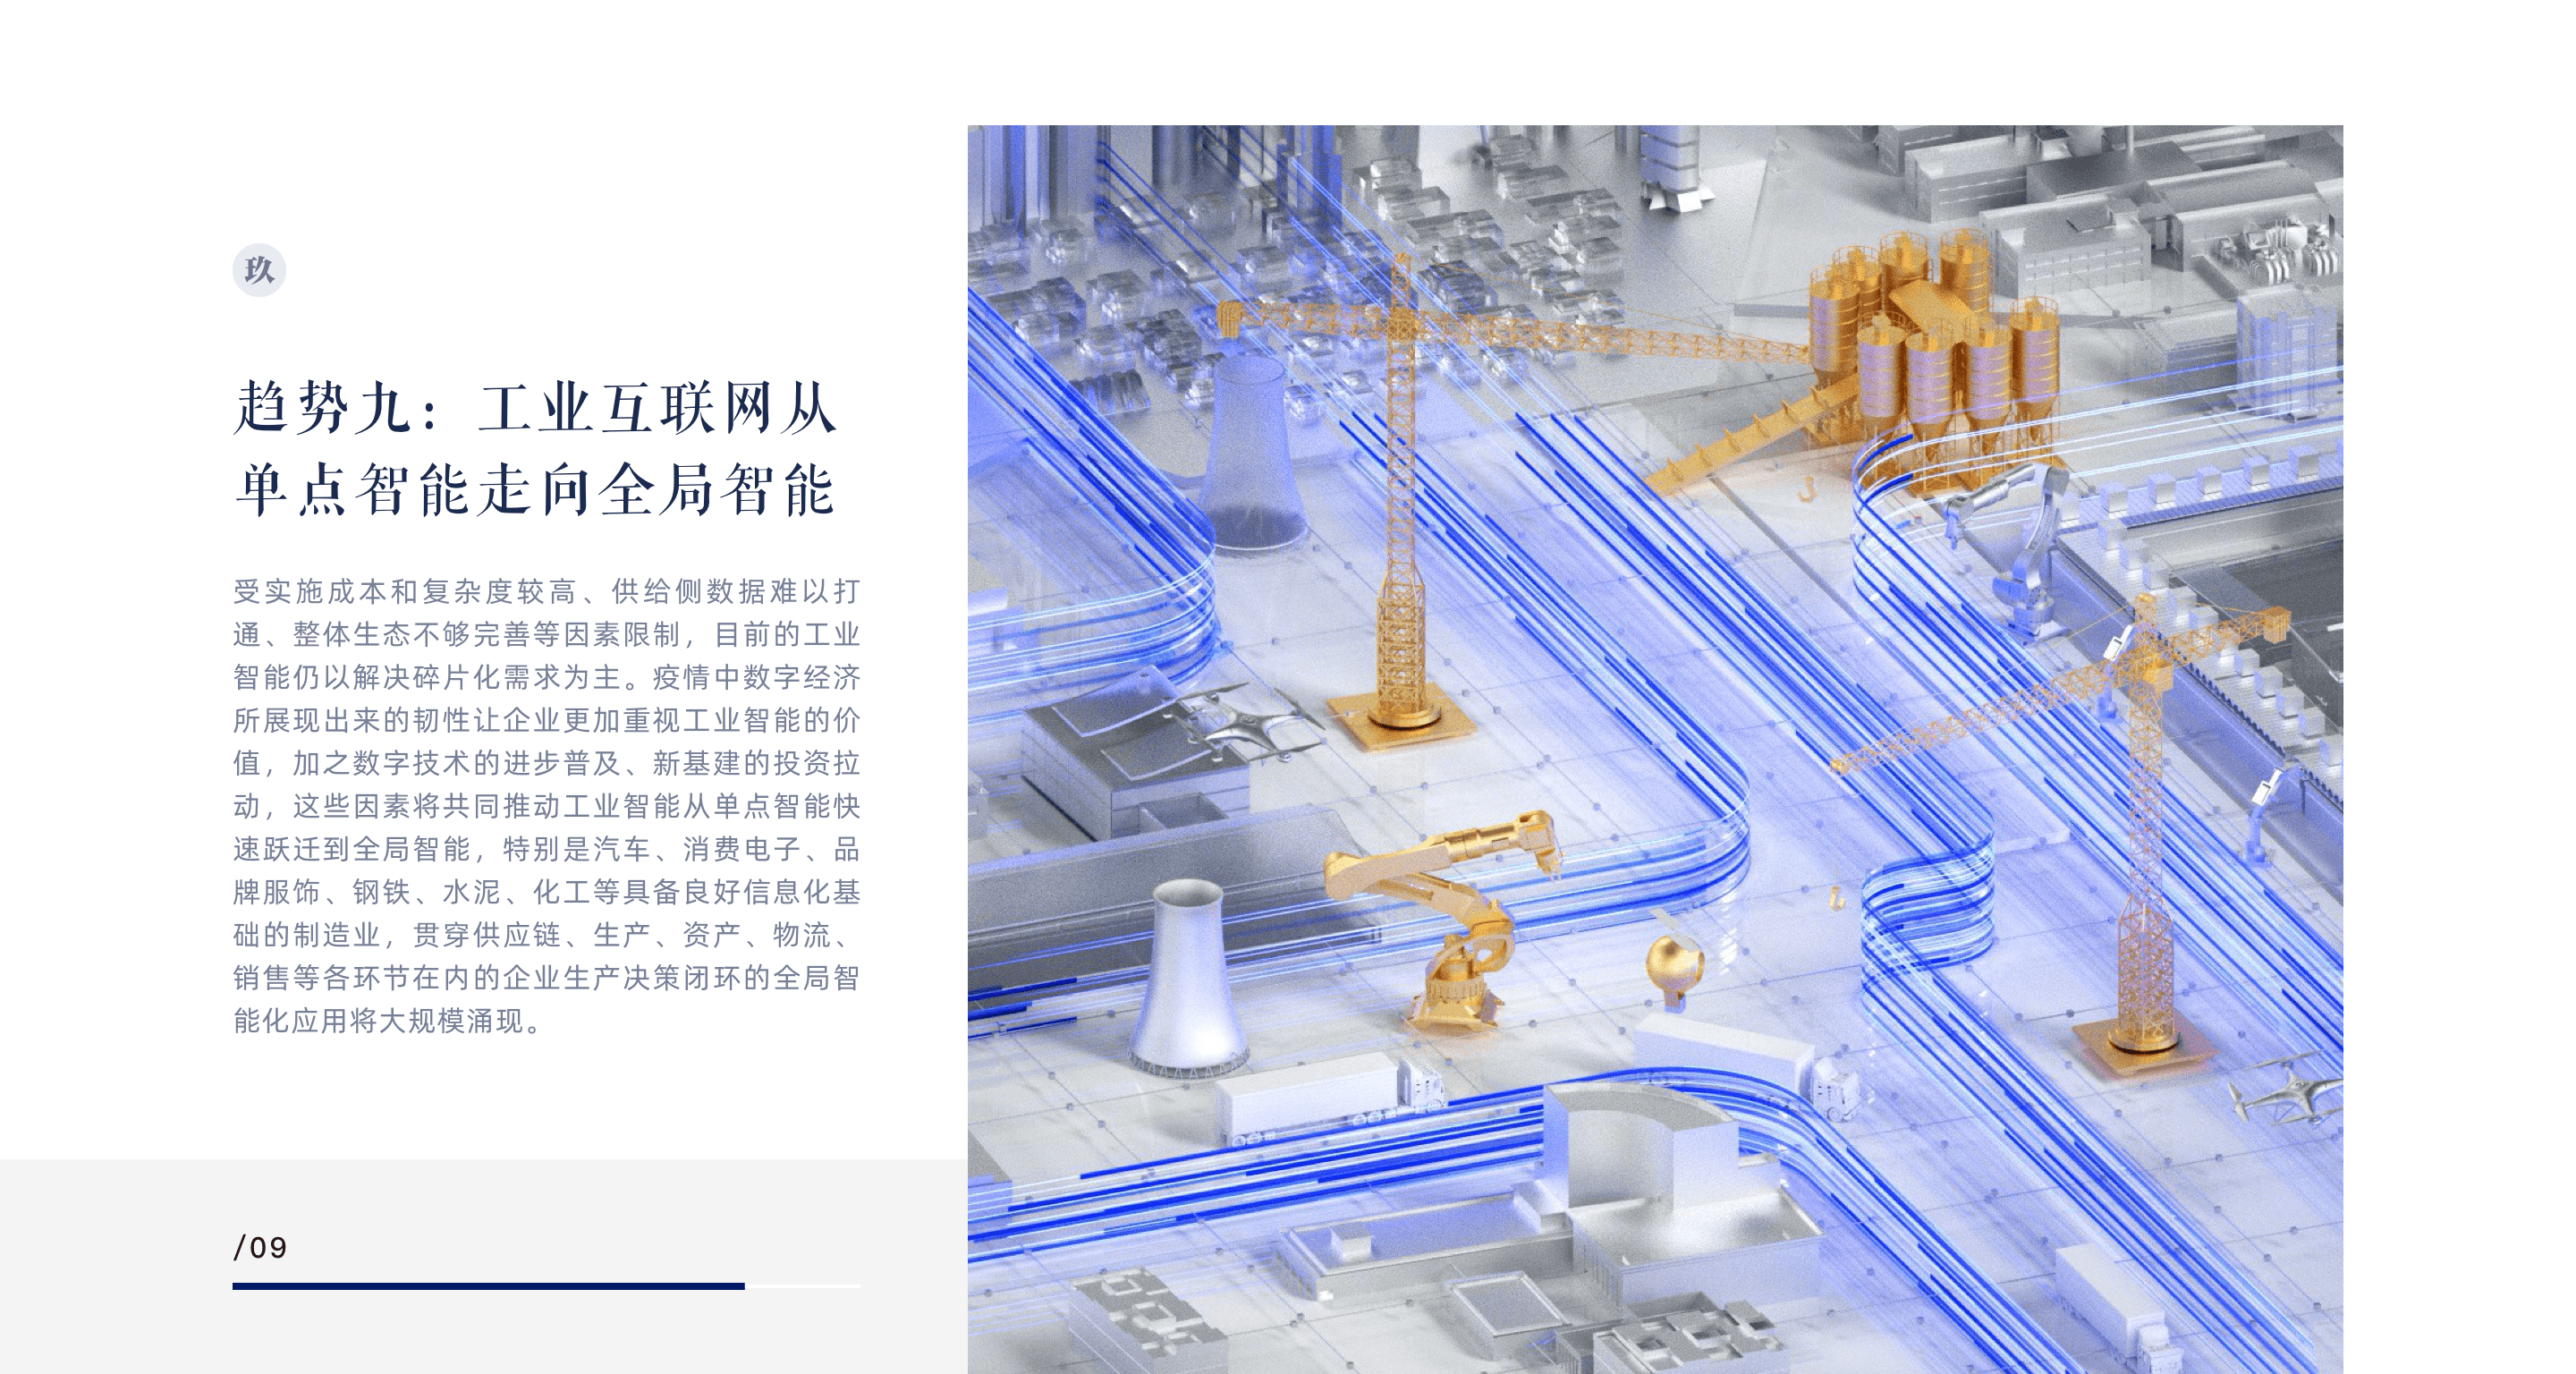 玖
趋势九：工业互联网从
单点智能走向全局智能
受实施成本和复杂度较高、供给侧数据难以打
通、整体生态不够完善等因素限制，目前的工业
智能仍以解决碎片化需求为主。疫情中数字经济
所展现出来的韧性让企业更加重视工业智能的价
值，加之数字技术的进步普及、新基建的投资拉
动，这些因素将共同推动工业智能从单点智能快
速跃迁到全局智能，特别是汽车、消费电子、品
牌服饰、钢铁、水泥、化工等具备良好信息化基
础的制造业，贯穿供应链、生产、资产、物流、
销售等各环节在内的企业生产决策闭环的全局智
能化应用将大规模涌现。
/09